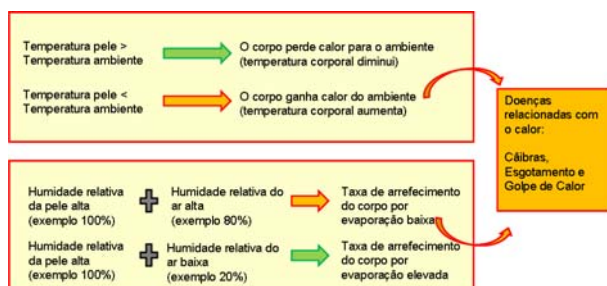 Temperatura pele >
Temperatura ambiente
O corpo perde calor para o ambiente
(temperatura corporal diminui)
Temperatura pele <
Temperatura ambiente
O corpo ganha calor do ambiente
(temperatura corporal aumenta)
Doenças
relacionadas com
o calor:
Cãibras,
Esgotamento e
Golpe de Calor
Humidade relativa
da pele alta
(exemplo 100%)
Humidade relativa do
ar alta
(exemplo 80%)
Taxa de arrefecimento
do corpo por
evaporação baixa
Humidade relativa
da pele alta
(exemplo 100%)
Humidade relativa do
ar baixa
(exemplo 20%)
Taxa de arrefecimento
do corpo por
evaporação elevada